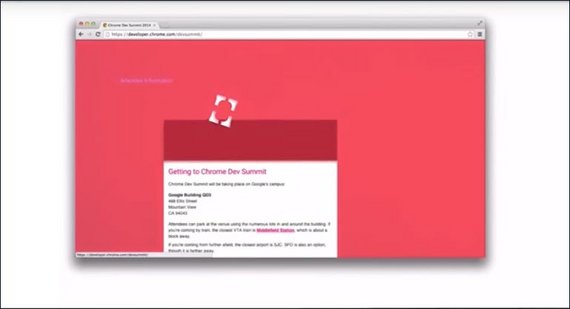 Chrome Dev Summit 2014
https://developer.chrome.com/devsummit/
Attendee Information
Getting to Chrome Dev Summit
Chrome Dev Summit will be taking place on Google's campus:
Google Building QD3
468 Ellis Street
Mountain View
CA 94043
Attendees can park at the venue using the numerous lots in and around the building. If
you're coming by train, the closest VTA train is Middlefield Station, which is about a
block away.
If you're coming from further afield, the closest airport is SJC. SFO is also an option,
though it is further away.
https://developer.chrome.com/devsummit/